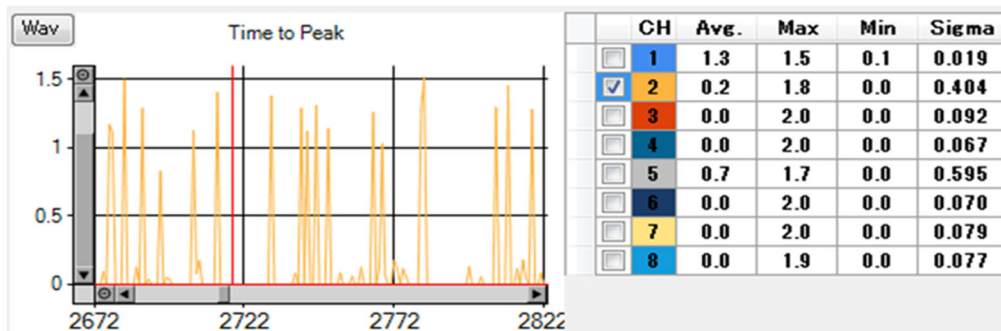 Wav
Time to Peak
1.5
1
0.5
0
2672 2722 2772 2822
CH Avg. Max Min Sigma
1 1.3 1.5 0.1 0.019
2 0.2 1.8 0.0 0.404
3 0.0 2.0 0.0 0.092
4 0.0 2.0 0.0 0.067
5 0.7 1.7 0.0 0.595
6 0.0 2.0 0.0 0.070
7 0.0 2.0 0.0 0.079
8 0.0 1.9 0.0 0.077